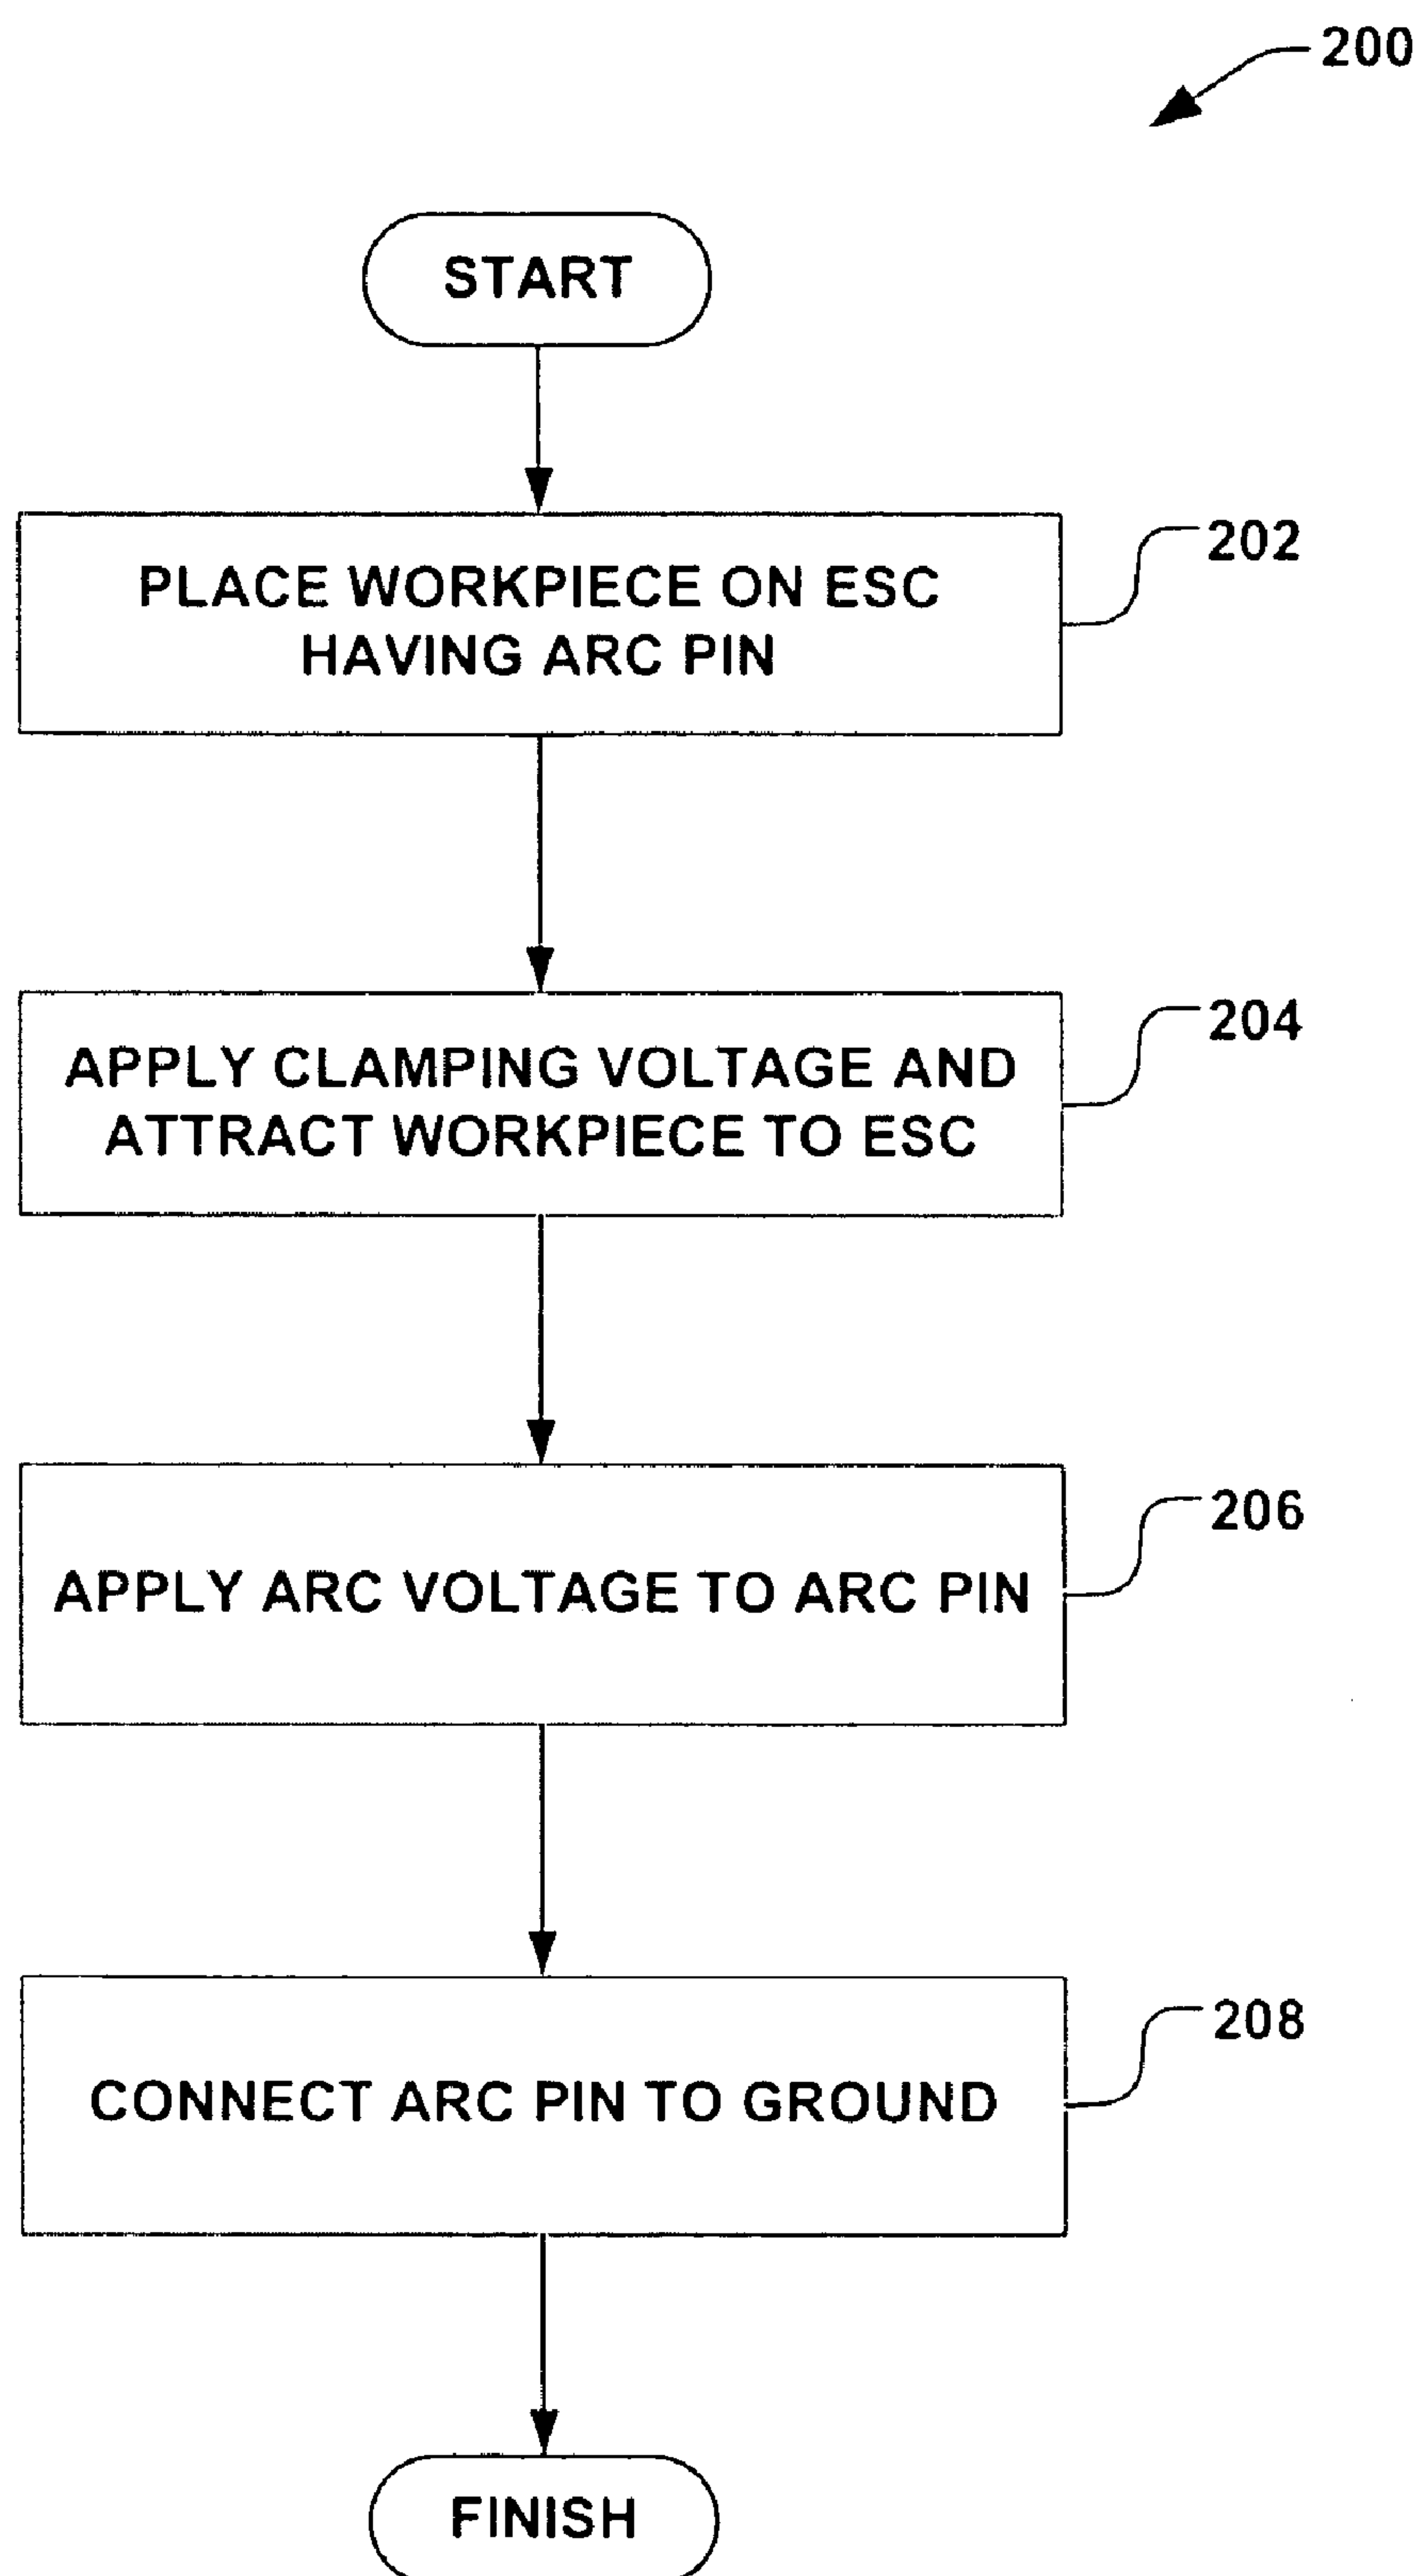 200
START
PLACE WORKPIECE ON ESC
HAVING ARC PIN
202
APPLY CLAMPING VOLTAGE AND
ATTRACT WORKPIECE TO ESC
204
APPLY ARC VOLTAGE TO ARC PIN
206
CONNECT ARC PIN TO GROUND
208
FINISH